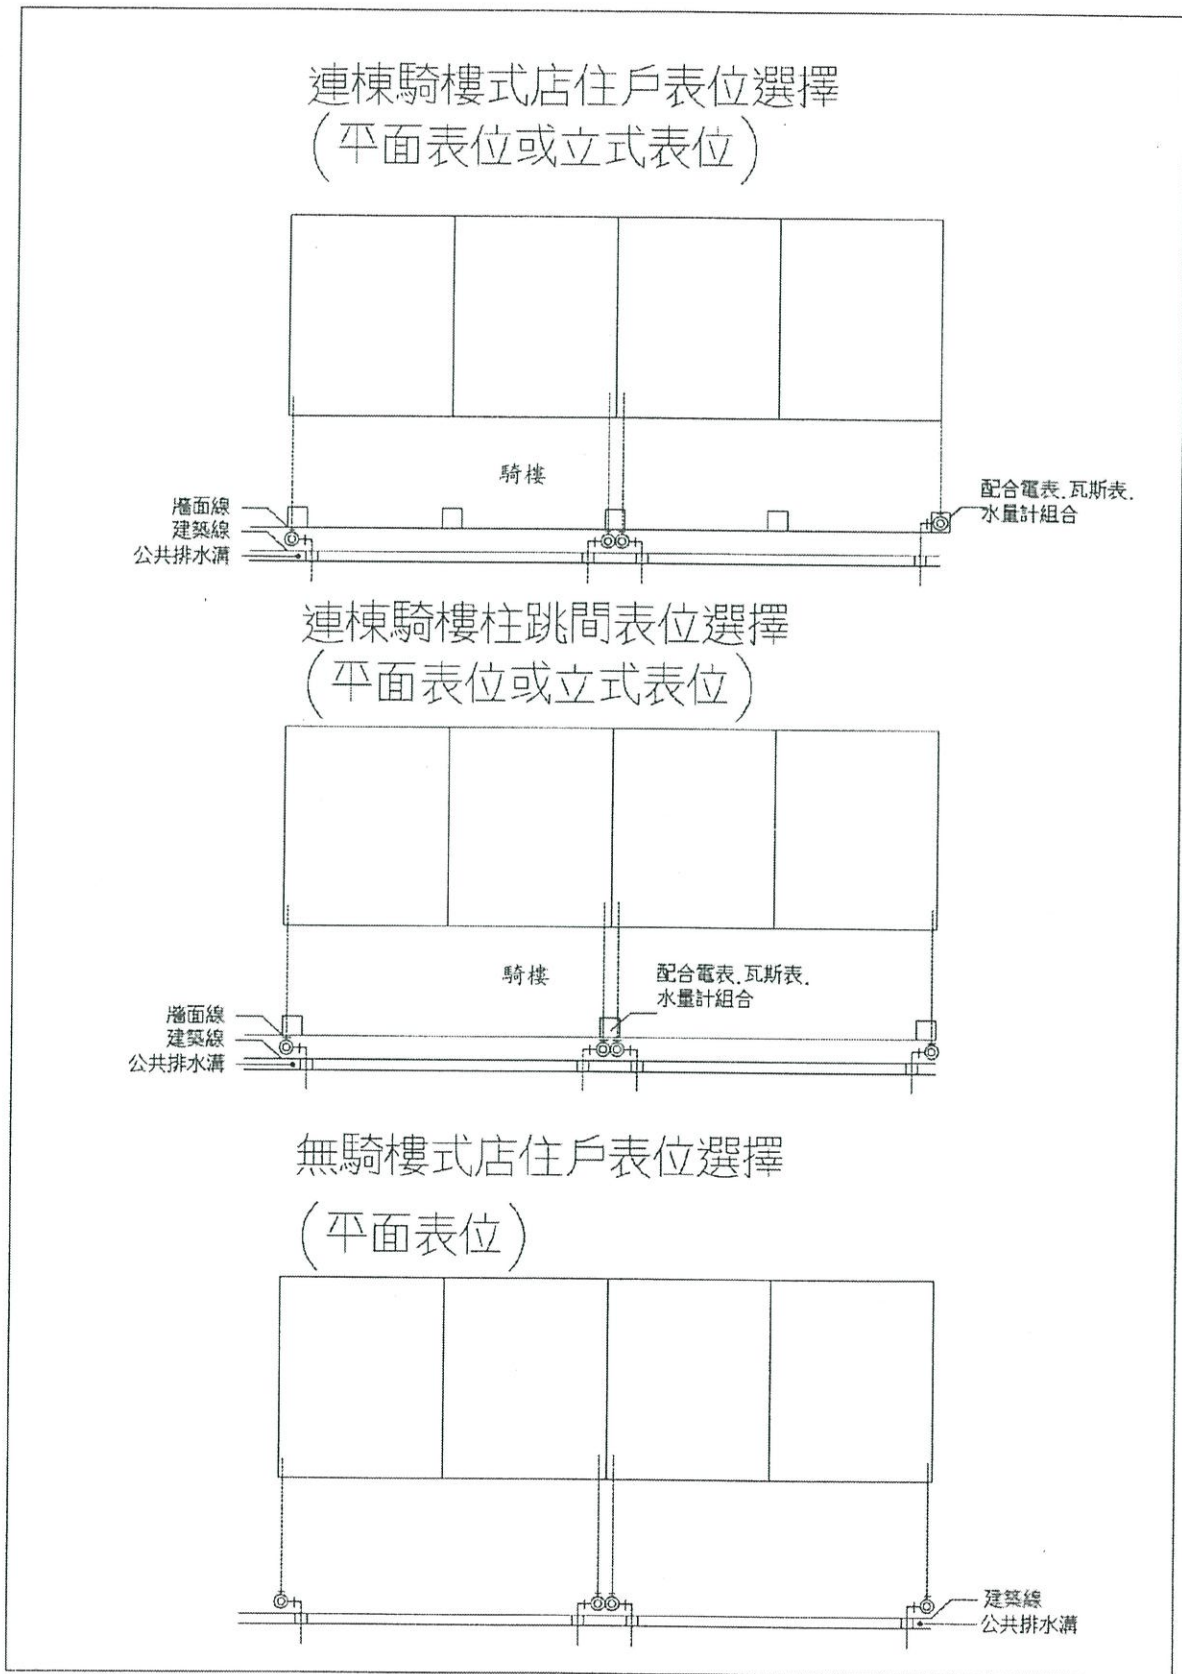 連棟騎樓式店住戶表位選擇
(平面表位或立式表位)
騎樓
牆面線
建築線
公共排水溝
配合電表.瓦斯表.
水量計組合
連棟騎樓柱跳間表位選擇
(平面表位或立式表位)
騎樓
配合電表.瓦斯表.
水量計組合
牆面線
建築線
公共排水溝
無騎樓式店住戶表位選擇
(平面表位)
建築線
公共排水溝